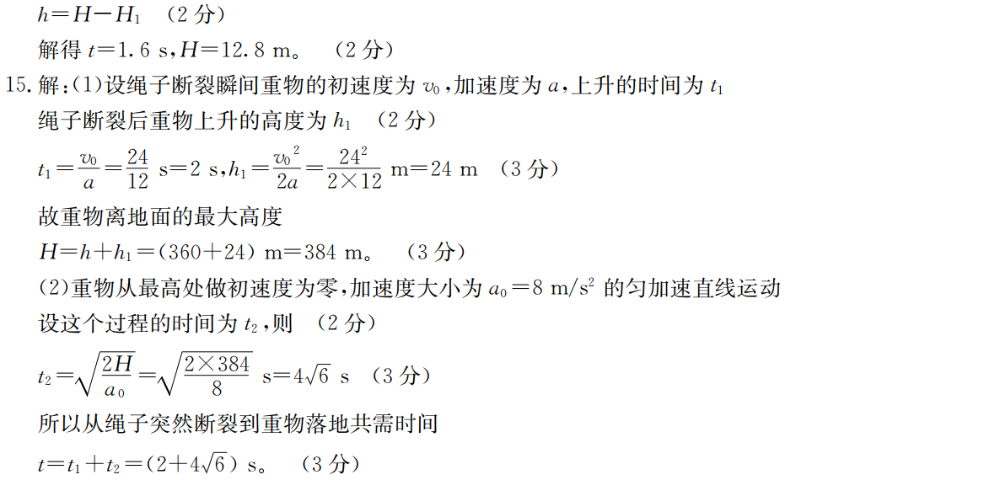 h=H-H₁ (2分)
解得 t=1.6 s,H=12.8 m。 (2分)
15.解:(1)设绳子断裂瞬间重物的初速度为 v₀,加速度为 a,上升的时间为 t₁
绳子断裂后重物上升的高度为 h₁ (2分)
t₁=v₀/a=24/12 s=2 s,h₁=v₀²/2a=24²/2×12 m=24 m (3分)
故重物离地面的最大高度
H=h+h₁=(360+24) m=384 m。 (3分)
(2)重物从最高处做初速度为零,加速度大小为 a₀=8 m/s² 的匀加速直线运动
设这个过程的时间为 t₂,则 (2分)
t₂=√(2H/a₀)=√(2×384/8) s=4√6 s (3分)
所以从绳子突然断裂到重物落地共需时间
t=t₁+t₂=(2+4√6) s。 (3分)